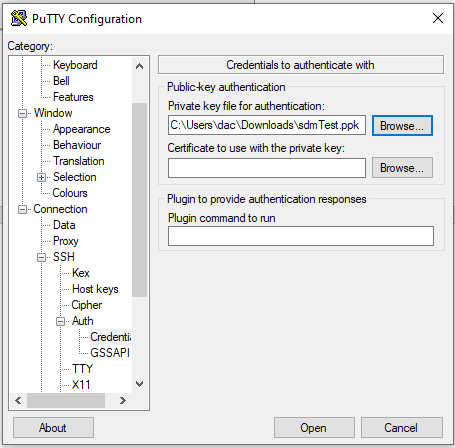 PuTTY Configuration
Category:
Keyboard
Bell
Features
Window
Appearance
Behaviour
Translation
Selection
Colours
Connection
Data
Proxy
SSH
Kex
Host keys
Cipher
Auth
Credentia
GSSAPI
TTY
X11
Credentials to authenticate with
Public-key authentication
Private key file for authentication:
C:\Users\dac\Downloads\sdmTest.ppk
Browse...
Certificate to use with the private key:
Browse...
Plugin to provide authentication responses
Plugin command to run
About
Open
Cancel